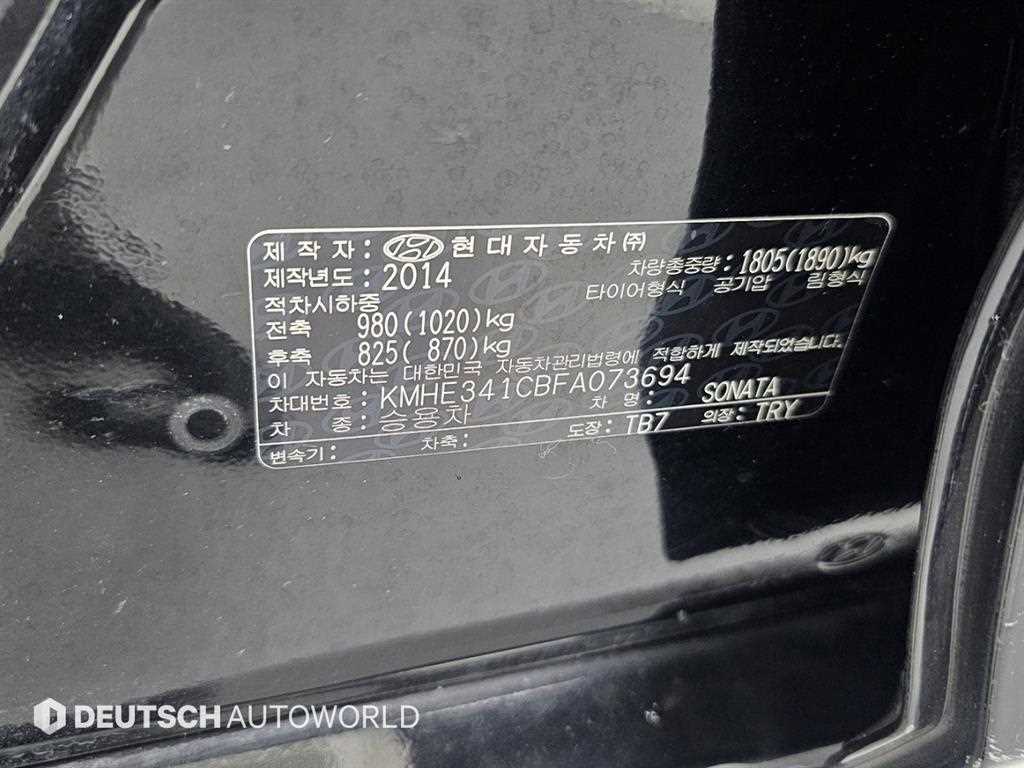 제 작 자 : 현대자동차㈜
제작년도 : 2014 차량총중량 : 1805(1890)kg
적차시하중 타이어형식 공기압 림형식
전축 980(1020)kg
후축 825( 870)kg
이 자동차는 대한민국 자동차관리법령에 적합하게 제작되었습니다.
차대번호 : KMHE341CBFA073694 차 명 : SONATA
차 종 : 승용차
변속기 : 차축 : 도장 : TB7 의장 : TRY
DEUTSCH AUTOWORLD